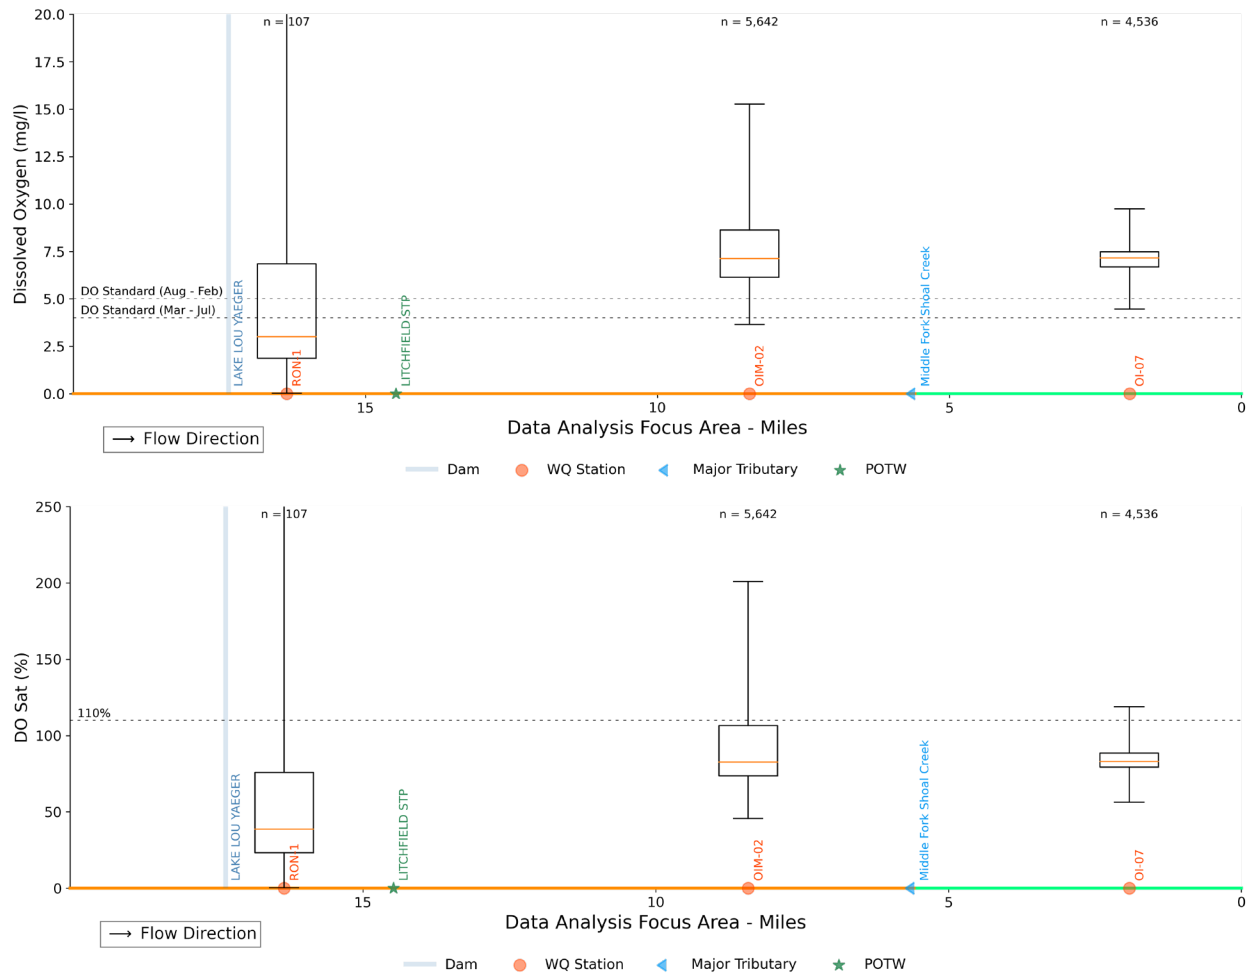 20.0
n = 107
n = 5,642
n = 4,536
17.5
15.0
12.5
10.0
7.5
5.0
2.5
0.0
Dissolved Oxygen (mg/l)
DO Standard (Aug - Feb)
DO Standard (Mar - Jul)
LAKE LOU YAEGER
RON-1
LITCHFIELD STP
OIM-02
Middle Fork Shoal Creek
OI-07
15
10
5
0
Data Analysis Focus Area - Miles
→ Flow Direction
Dam
WQ Station
Major Tributary
POTW
250
n = 107
n = 5,642
n = 4,536
200
150
100
50
0
DO Sat (%)
110%
LAKE LOU YAEGER
RON-1
LITCHFIELD STP
OIM-02
Middle Fork Shoal Creek
OI-07
15
10
5
0
Data Analysis Focus Area - Miles
→ Flow Direction
Dam
WQ Station
Major Tributary
POTW